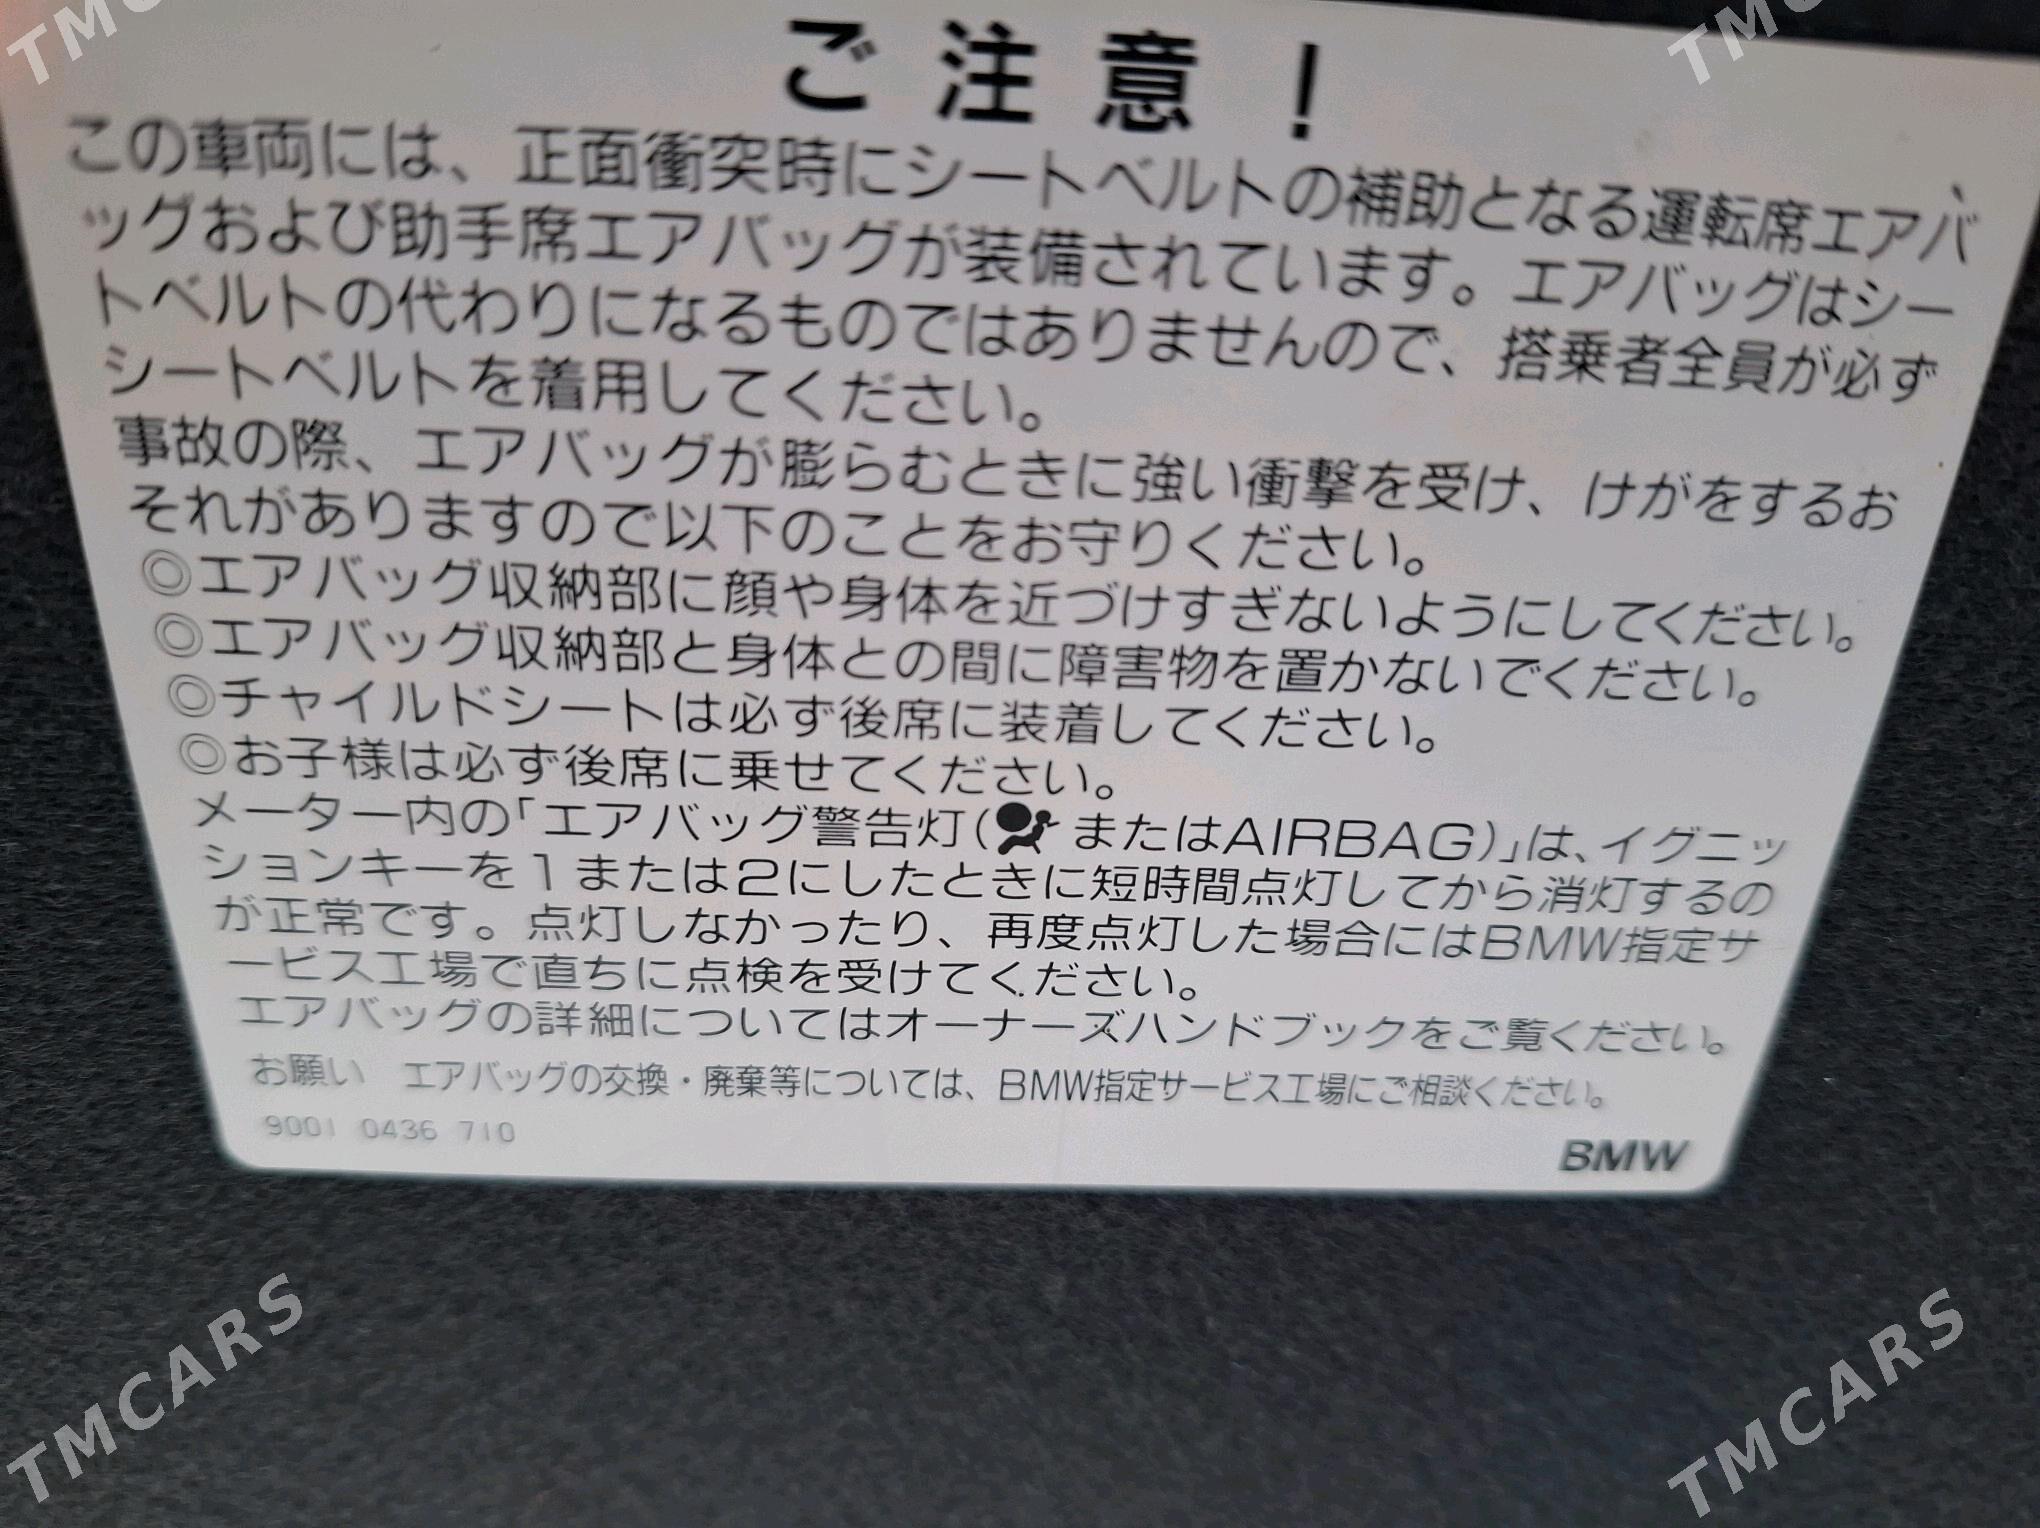 ご注意！
この車両には、正面衝突時にシートベルトの補助となる運転席エアバ
ッグおよび助手席エアバッグが装備されています。エアバッグはシー
トベルトの代わりになるものではありませんので、搭乗者全員が必ず
シートベルトを着用してください。
事故の際、エアバッグが膨らむときに強い衝撃を受け、けがをするお
それがありますので以下のことをお守りください。
◎エアバッグ収納部に顔や身体を近づけすぎないようにしてください。
◎エアバッグ収納部と身体との間に障害物を置かないでください。
◎チャイルドシートは必ず後席に装着してください。
◎お子様は必ず後席に乗せてください。
メーター内の「エアバッグ警告灯(またはAIRBAG)」は、イグニッ
ションキーを1または2にしたときに短時間点灯してから消灯するの
が正常です。点灯しなかったり、再度点灯した場合にはBMW指定サ
ービス工場で直ちに点検を受けてください。
エアバッグの詳細についてはオーナーズハンドブックをご覧ください。
お願い エアバッグの交換・廃棄等については、BMW指定サービス工場にご相談ください。
9001 0436 710
BMW
TMCARS
TMCARS